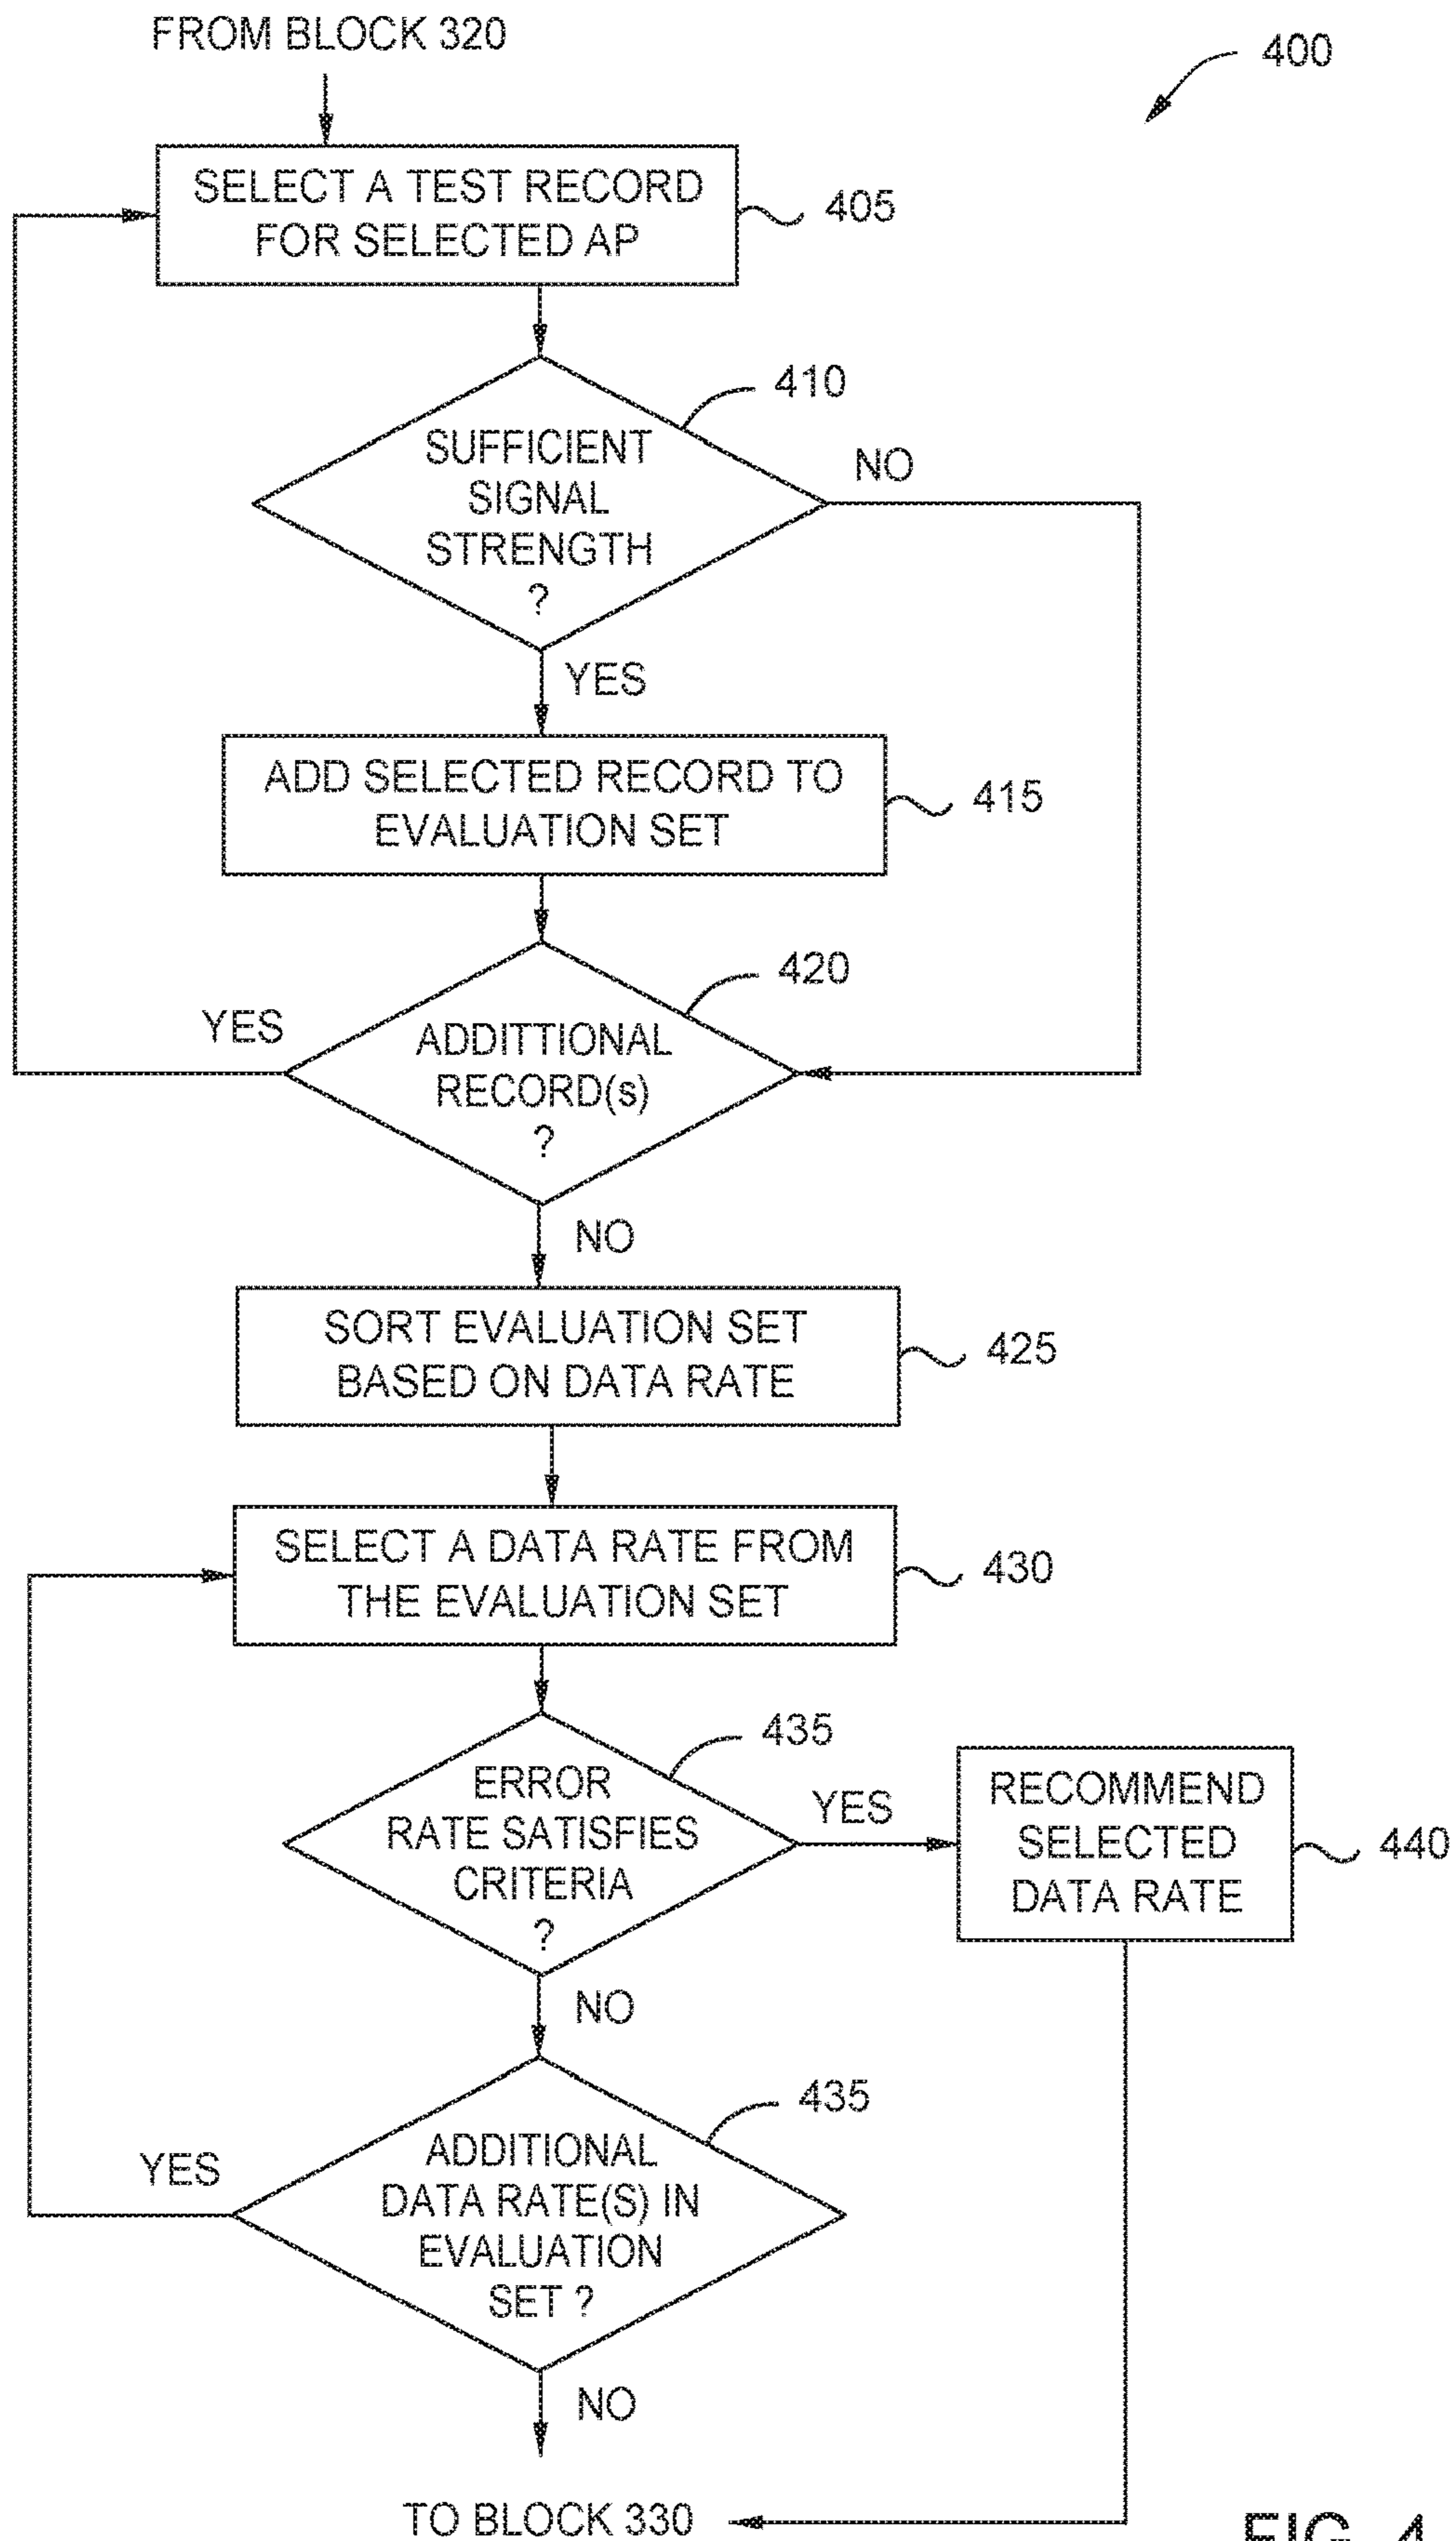 FROM BLOCK 320
400
SELECT A TEST RECORD
FOR SELECTED AP
405
410
SUFFICIENT
SIGNAL
STRENGTH
?
NO
YES
ADD SELECTED RECORD TO
EVALUATION SET
415
420
YES
ADDITTIONAL
RECORD(s)
?
NO
SORT EVALUATION SET
BASED ON DATA RATE
425
SELECT A DATA RATE FROM
THE EVALUATION SET
430
435
ERROR
RATE SATISFIES
CRITERIA
?
YES
RECOMMEND
SELECTED
DATA RATE
440
NO
435
YES
ADDITIONAL
DATA RATE(S) IN
EVALUATION
SET ?
NO
TO BLOCK 330
FIG. 4